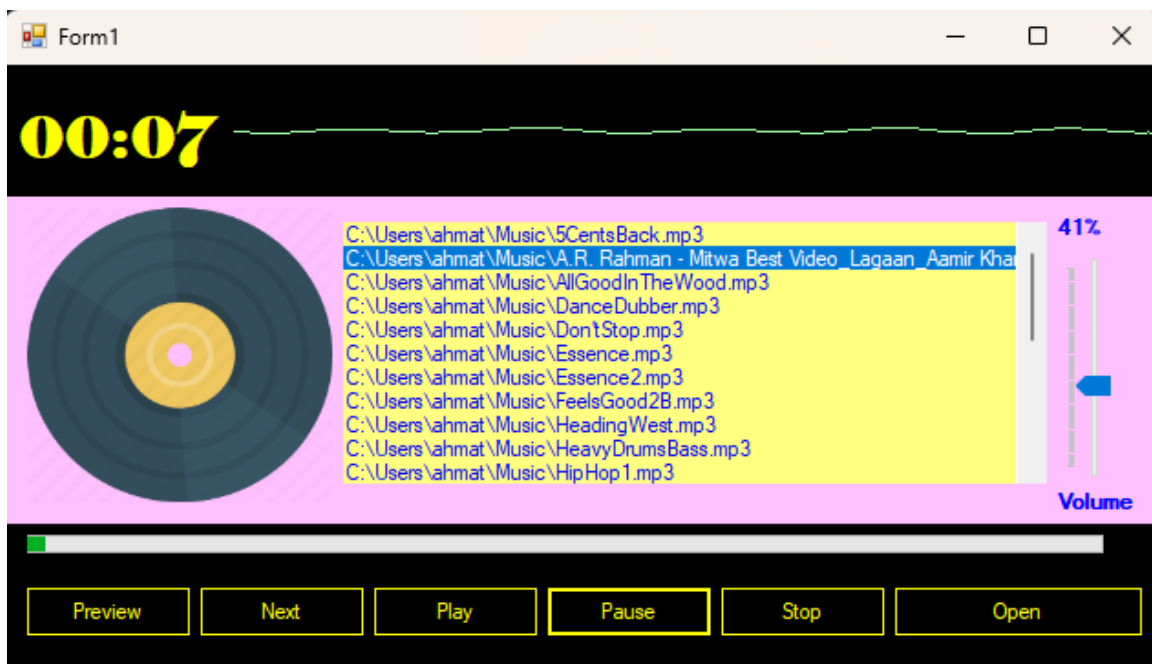 Form1
00:07
41%
C:\Users\ahmat\Music\5CentsBack.mp3
C:\Users\ahmat\Music\A.R. Rahman - Mitwa Best Video_Lagaan_Aamir Khan
C:\Users\ahmat\Music\AllGoodInTheWood.mp3
C:\Users\ahmat\Music\DanceDubber.mp3
C:\Users\ahmat\Music\Don'tStop.mp3
C:\Users\ahmat\Music\Essence.mp3
C:\Users\ahmat\Music\Essence2.mp3
C:\Users\ahmat\Music\FeelsGood2B.mp3
C:\Users\ahmat\Music\HeadingWest.mp3
C:\Users\ahmat\Music\HeavyDrumsBass.mp3
C:\Users\ahmat\Music\HipHop1.mp3
Volume
Preview Next Play Pause Stop Open